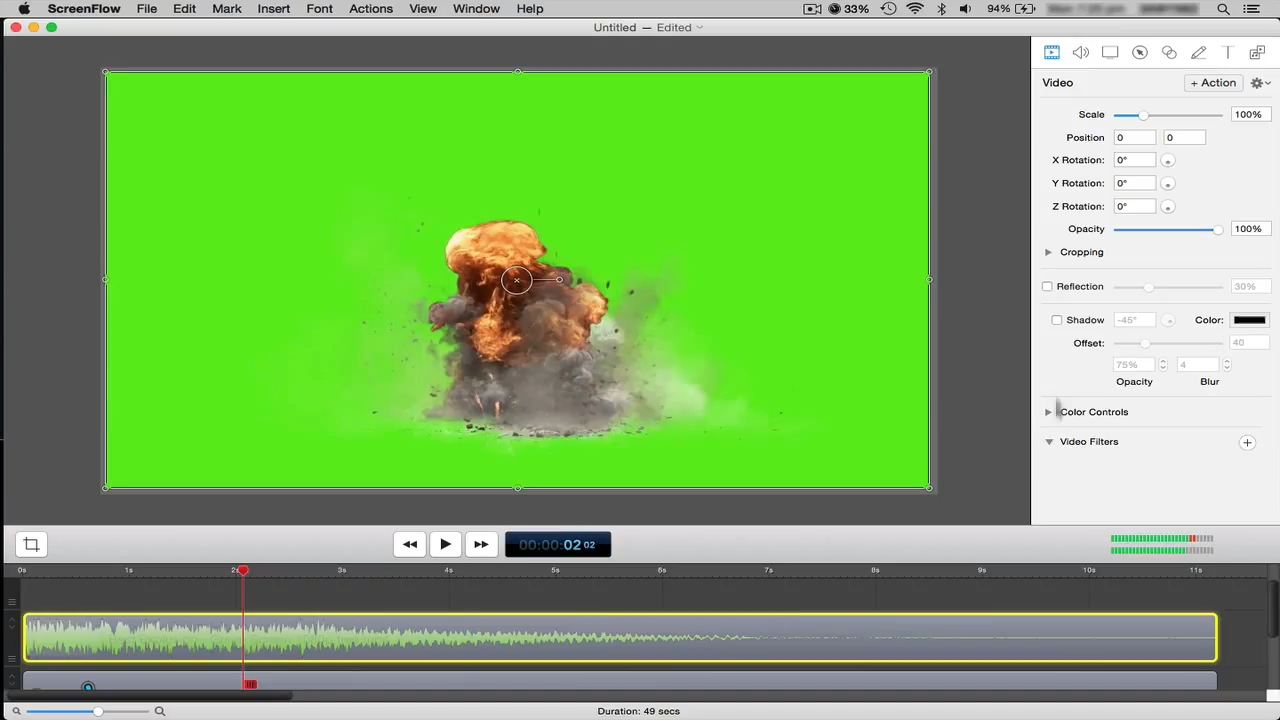 ScreenFlow File Edit Mark Insert Font Actions View Window Help 33% 94%
Untitled — Edited
Video + Action
Scale 100%
Position 0 0
X Rotation: 0°
Y Rotation: 0°
Z Rotation: 0°
Opacity 100%
Cropping
Reflection 30%
Shadow -45° Color:
Offset: 40
75% 4
Opacity Blur
Color Controls
Video Filters
00:00:02 02
0s 1s 2s 3s 4s 5s 6s 7s 8s 9s 10s 11s
Duration: 49 secs